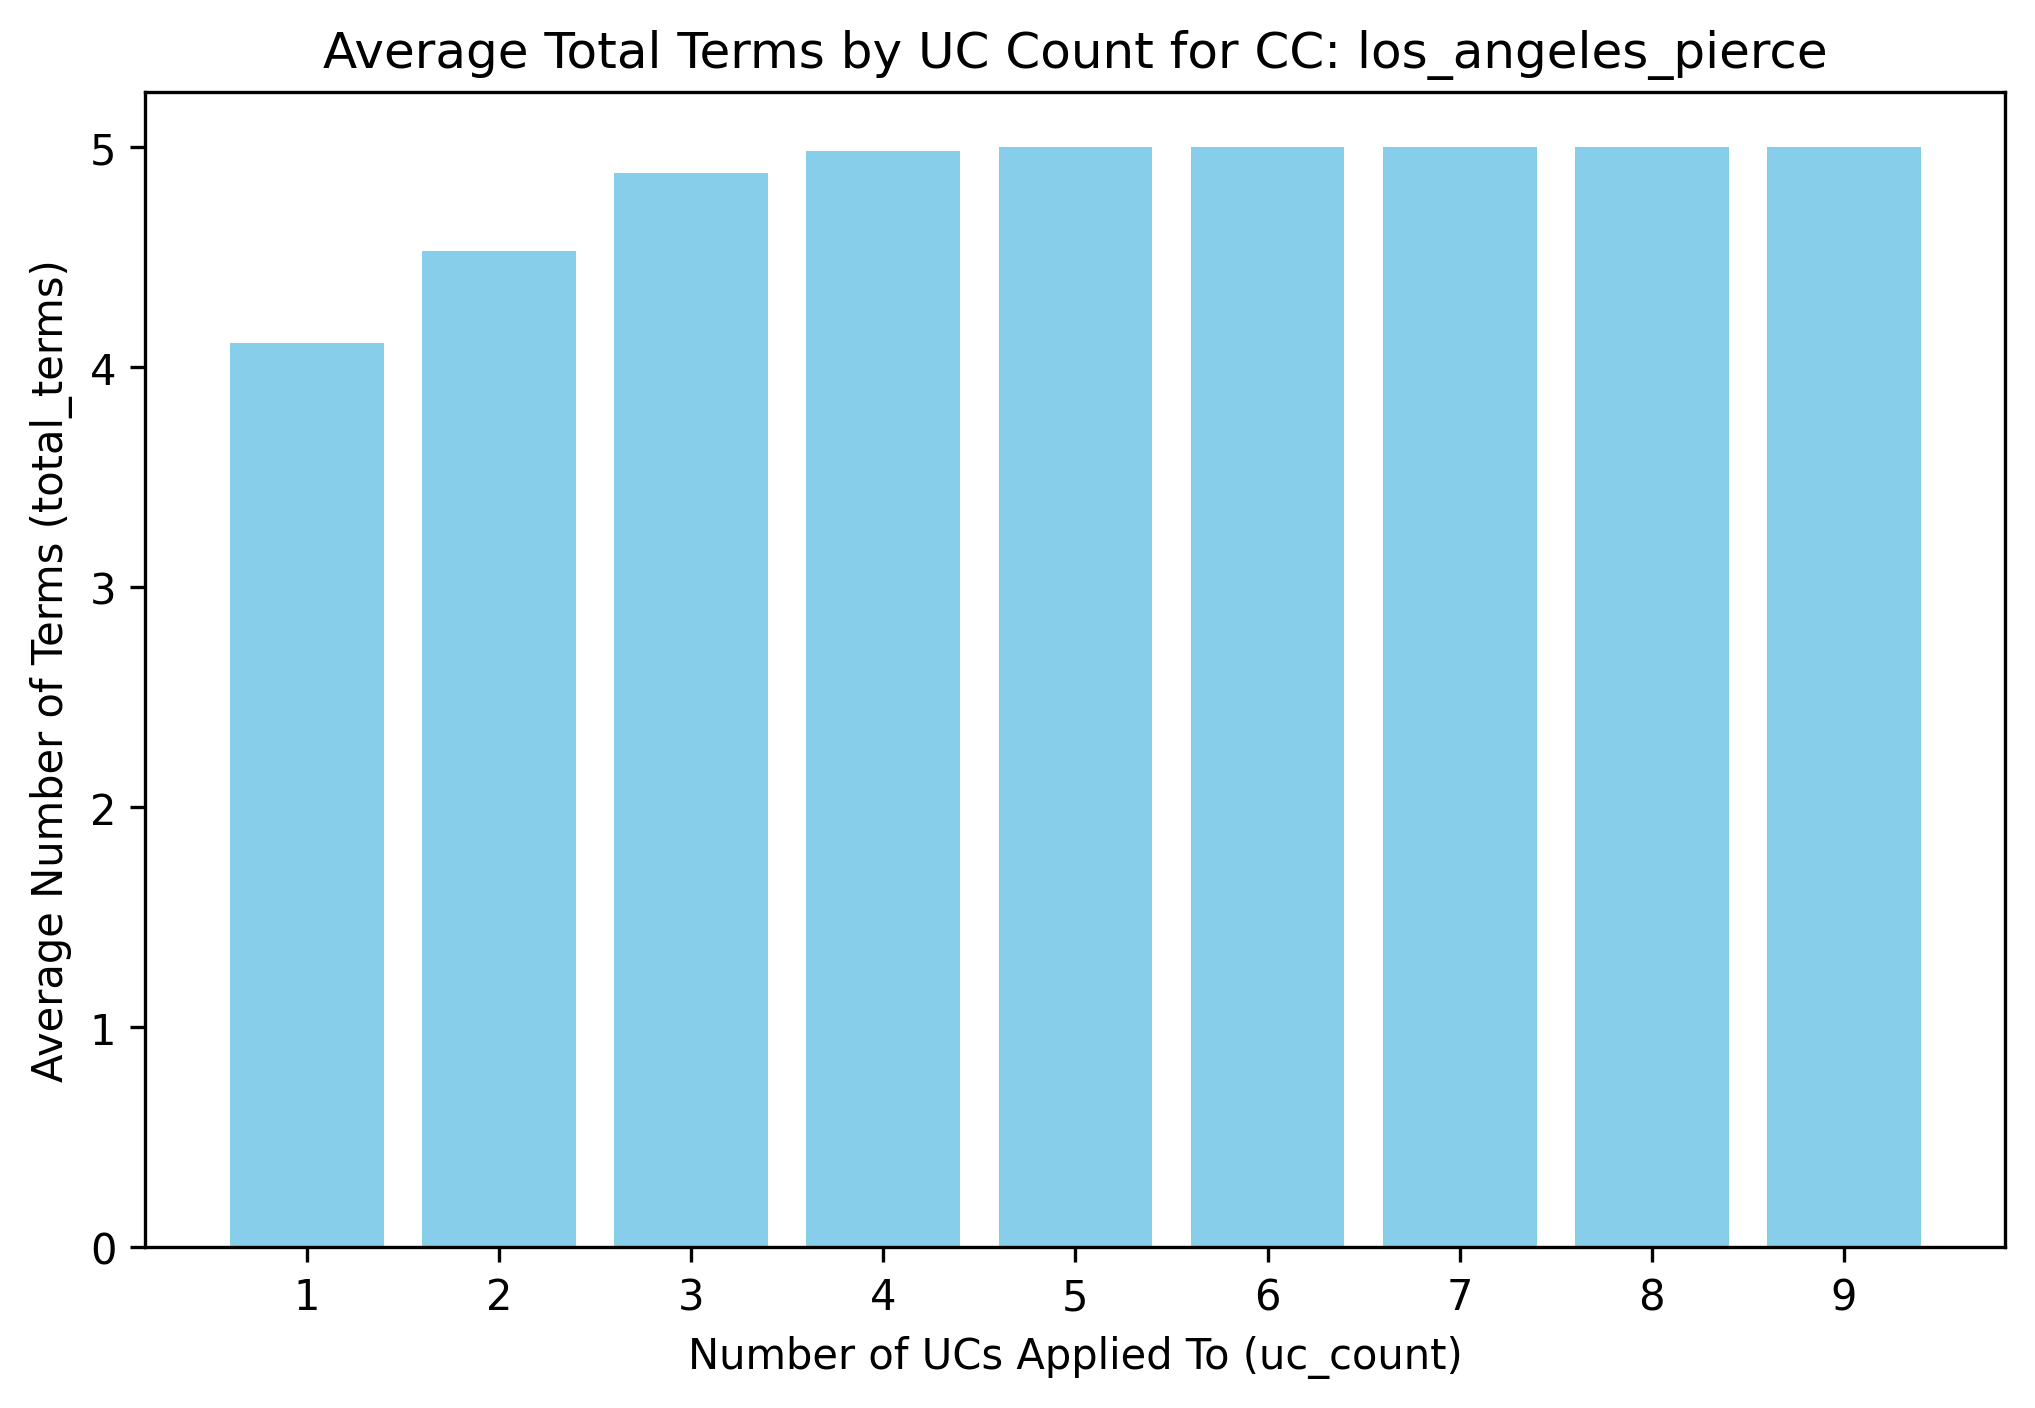 Average Total Terms by UC Count for CC: los_angeles_pierce
Average Number of Terms (total_terms)
5
4
3
2
1
0
1 2 3 4 5 6 7 8 9
Number of UCs Applied To (uc_count)